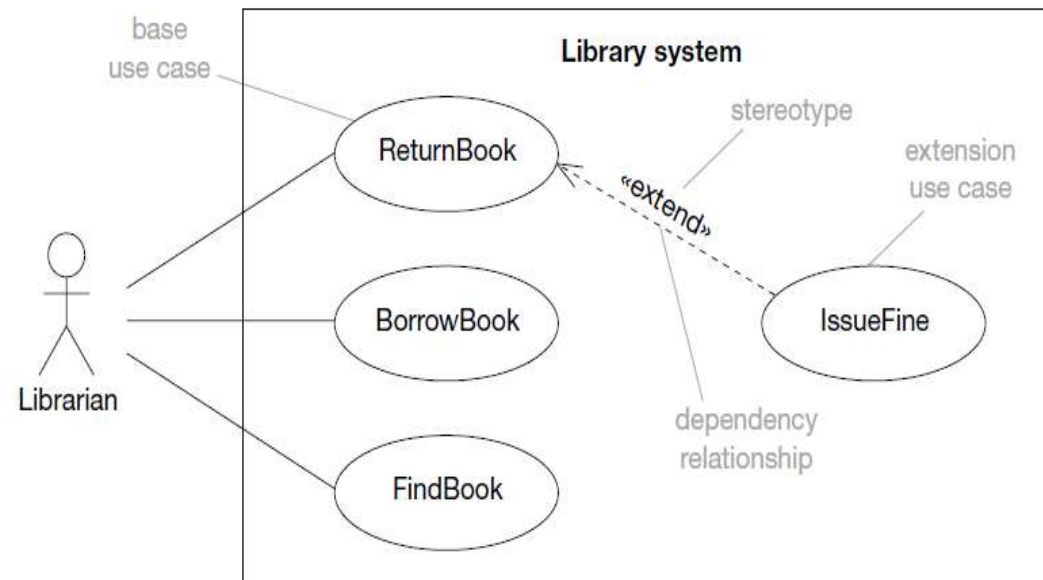 base
use case
Library system
stereotype
ReturnBook
extension
use case
«extend»
BorrowBook
IssueFine
Librarian
dependency
relationship
FindBook